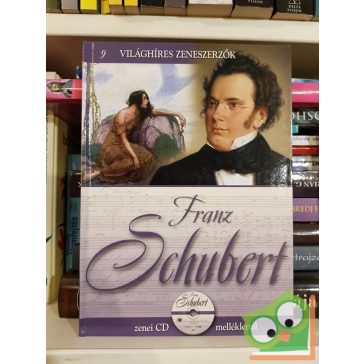 9 VILÁGHÍRES ZENESZERZŐK
Franz
Schubert
Schubert
zenei CD melléklettel